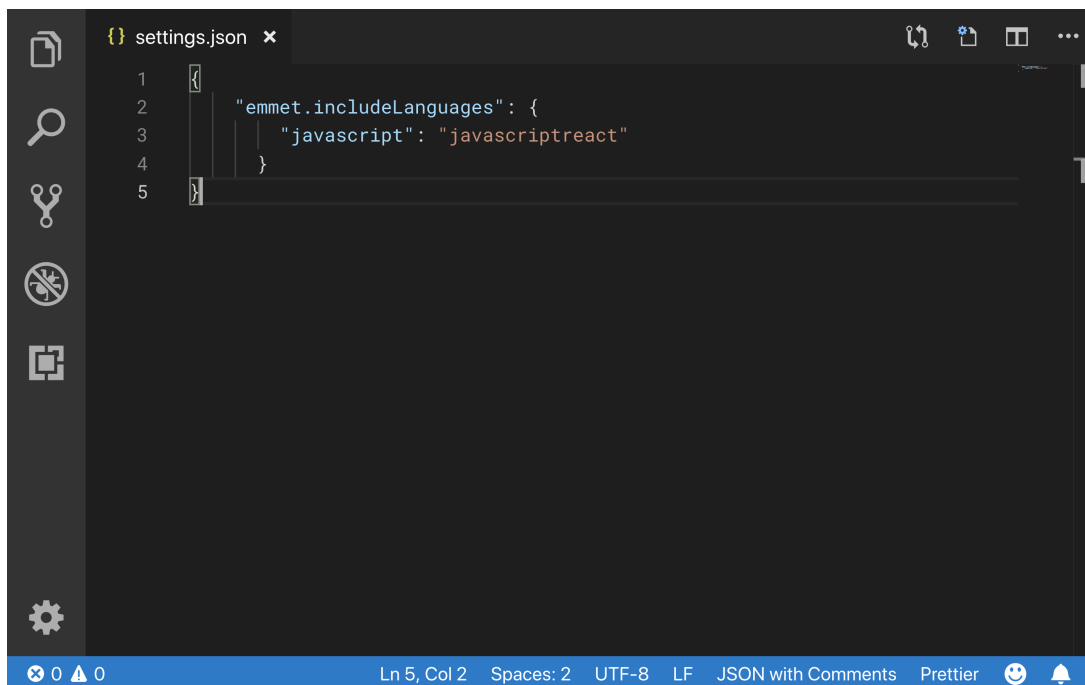 {} settings.json ×
1 {
2     "emmet.includeLanguages": {
3         "javascript": "javascriptreact"
4       }
5 }
0 0 Ln 5, Col 2 Spaces: 2 UTF-8 LF JSON with Comments Prettier